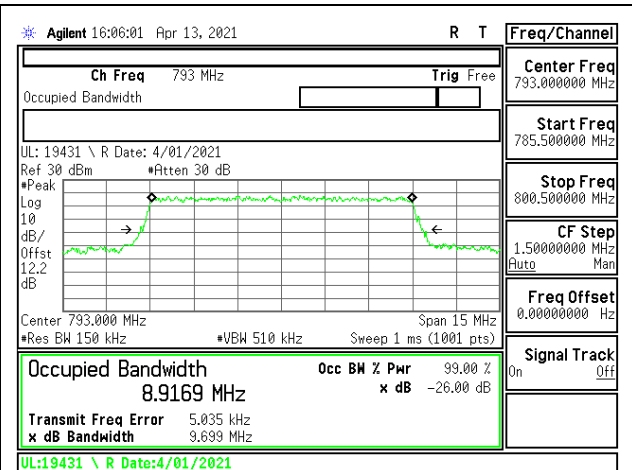 Agilent 16:06:01 Apr 13, 2021 R T
Ch Freq 793 MHz Trig Free
Occupied Bandwidth
UL: 19431 \ R Date: 4/01/2021
Ref 30 dBm #Atten 30 dB
#Peak
Log
10
dB/
Offst
12.2
dB
Center 793.000 MHz Span 15 MHz
#Res BW 150 kHz #VBW 510 kHz Sweep 1 ms (1001 pts)
Occupied Bandwidth Occ BW % Pwr 99.00 %
8.9169 MHz x dB -26.00 dB
Transmit Freq Error 5.035 kHz
x dB Bandwidth 9.699 MHz
UL:19431 \ R Date:4/01/2021
Freq/Channel
Center Freq
793.000000 MHz
Start Freq
785.500000 MHz
Stop Freq
800.500000 MHz
CF Step
1.50000000 MHz
Auto Man
Freq Offset
0.00000000 Hz
Signal Track
On Off